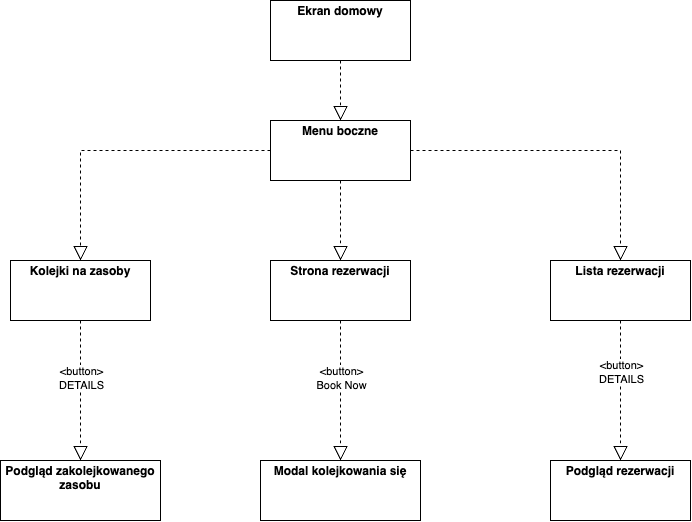 Ekran domowy
Menu boczne
Kolejki na zasoby
Strona rezerwacji
Lista rezerwacji
<button>
DETAILS
<button>
Book Now
<button>
DETAILS
Podgląd zakolejkowanego
zasobu
Modal kolejkowania się
Podgląd rezerwacji